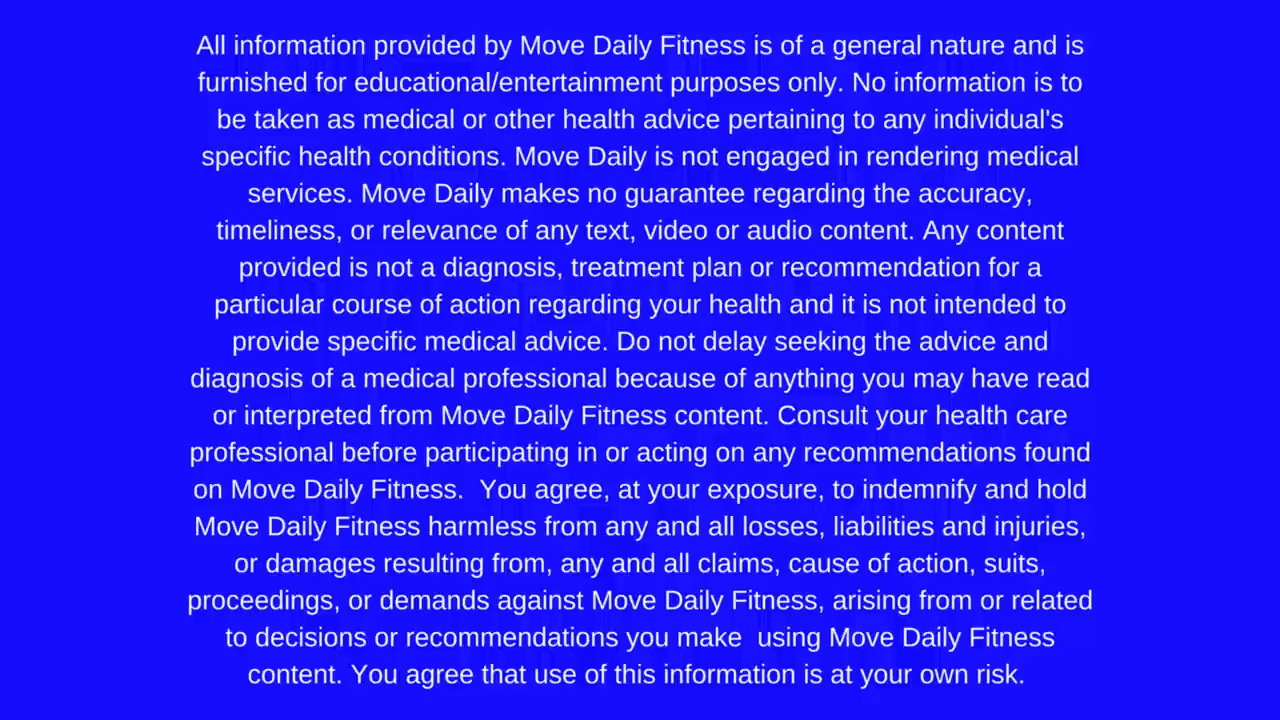 All information provided by Move Daily Fitness is of a general nature and is
furnished for educational/entertainment purposes only. No information is to
be taken as medical or other health advice pertaining to any individual's
specific health conditions. Move Daily is not engaged in rendering medical
services. Move Daily makes no guarantee regarding the accuracy,
timeliness, or relevance of any text, video or audio content. Any content
provided is not a diagnosis, treatment plan or recommendation for a
particular course of action regarding your health and it is not intended to
provide specific medical advice. Do not delay seeking the advice and
diagnosis of a medical professional because of anything you may have read
or interpreted from Move Daily Fitness content. Consult your health care
professional before participating in or acting on any recommendations found
on Move Daily Fitness.  You agree, at your exposure, to indemnify and hold
Move Daily Fitness harmless from any and all losses, liabilities and injuries,
or damages resulting from, any and all claims, cause of action, suits,
proceedings, or demands against Move Daily Fitness, arising from or related
to decisions or recommendations you make  using Move Daily Fitness
content. You agree that use of this information is at your own risk.